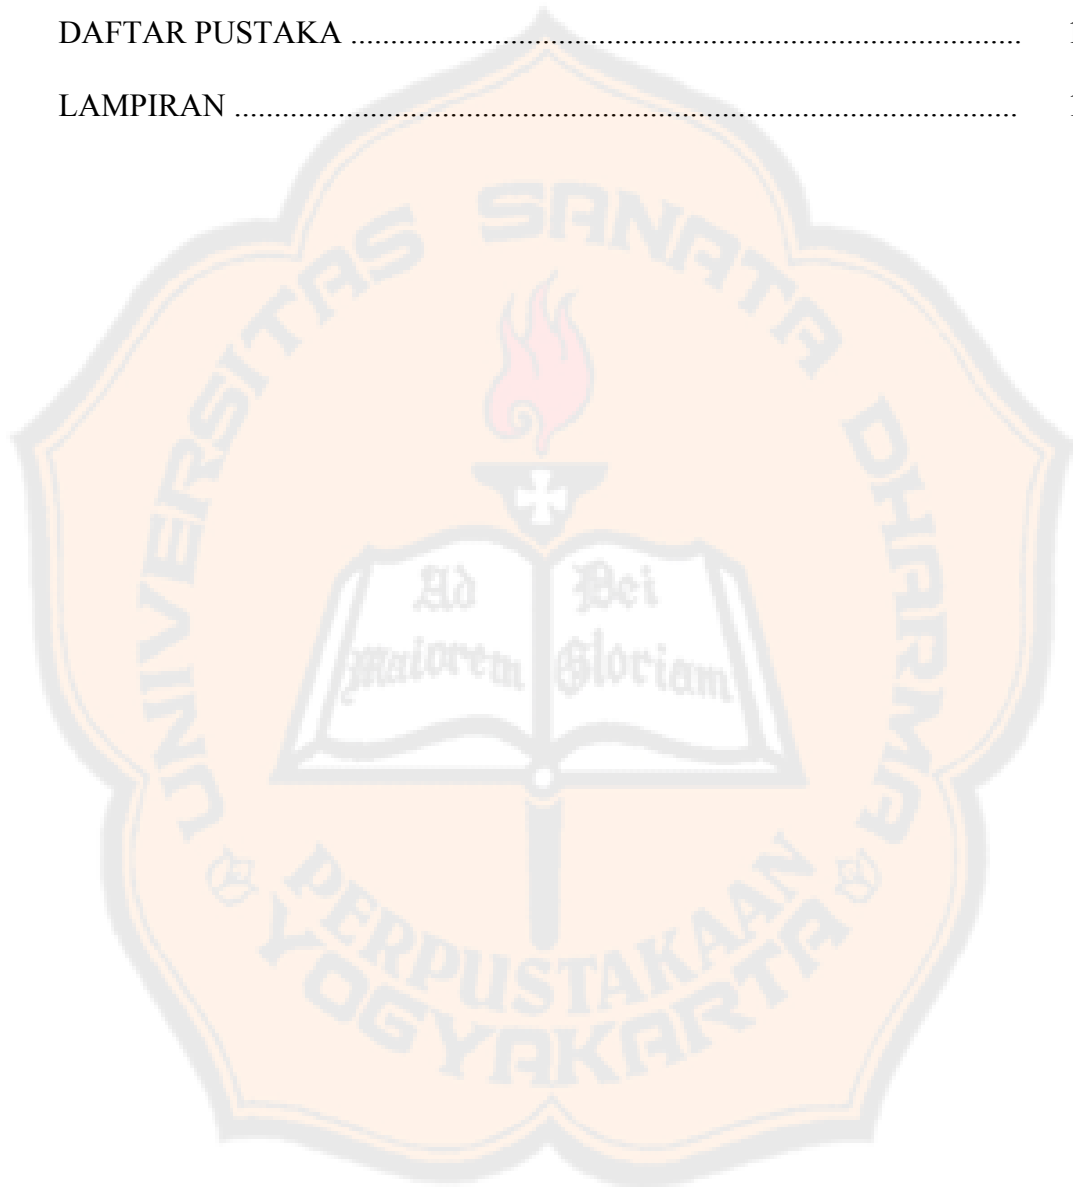 DAFTAR PUSTAKA ....................................................................................
LAMPIRAN ..................................................................................................
UNIVERSITAS SANATA DHARMA
Ad Dei
Maiorem Gloriam
PERPUSTAKAAN
YOGYAKARTA